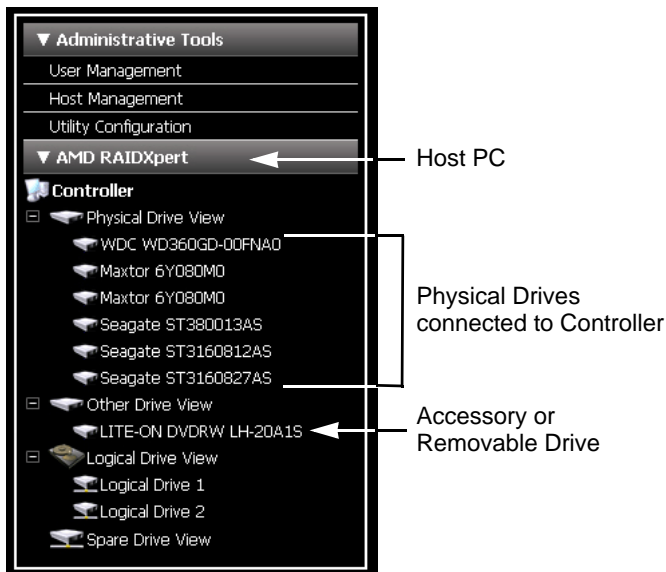 ▼ Administrative Tools
User Management
Host Management
Utility Configuration
▼ AMD RAIDXpert
Host PC
Controller
Physical Drive View
WDC WD360GD-00FNA0
Maxtor 6Y080M0
Maxtor 6Y080M0
Seagate ST380013AS
Seagate ST3160812AS
Seagate ST3160827AS
Physical Drives
connected to Controller
Other Drive View
LITE-ON DVDRW LH-20A1S
Accessory or
Removable Drive
Logical Drive View
Logical Drive 1
Logical Drive 2
Spare Drive View